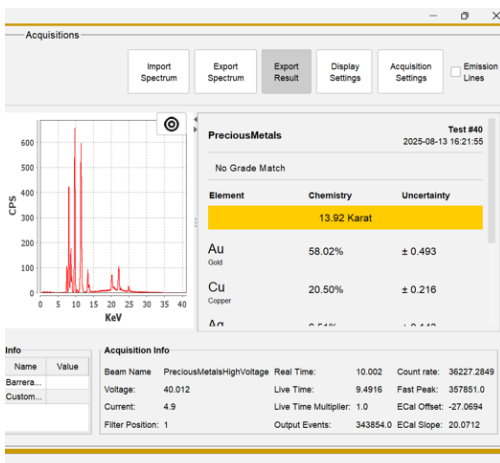 Acquisitions
Import Spectrum
Export Spectrum
Export Result
Display Settings
Acquisition Settings
Emission Lines
CPS
600
500
400
300
200
100
0
0 5 10 15 20 25 30 35 40
KeV
PreciousMetals
Test #40
2025-08-13 16:21:55
No Grade Match
Element Chemistry Uncertainty
13.92 Karat
Au 58.02% ± 0.493
Gold
Cu 20.50% ± 0.216
Copper
Ag
Info
Name Value
Barrera...
Custom...
Acquisition Info
Beam Name PreciousMetalsHighVoltage Real Time: 10.002 Count rate: 36227.2849
Voltage: 40.012 Live Time: 9.4916 Fast Peak: 357851.0
Current: 4.9 Live Time Multiplier: 1.0 ECal Offset: -27.0694
Filter Position: 1 Output Events: 343854.0 ECal Slope: 20.0712